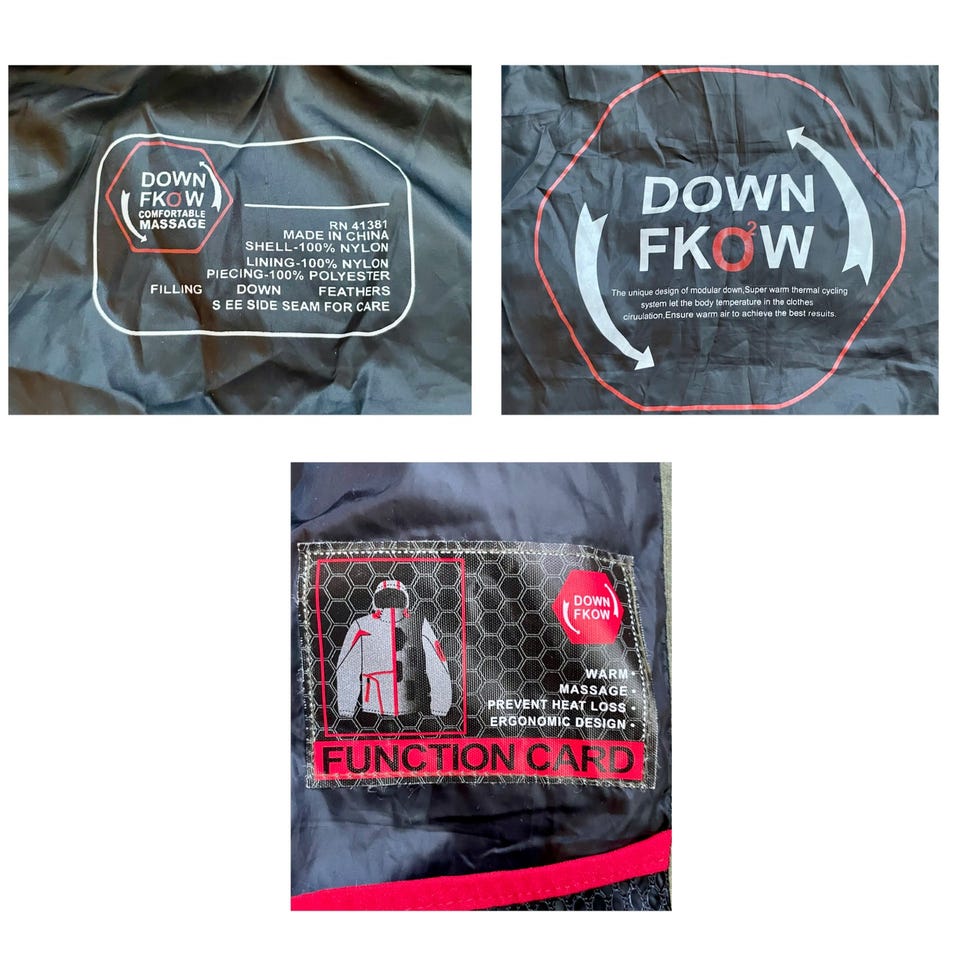 DOWN
FKOW
COMFORTABLE
MASSAGE
RN 41381
MADE IN CHINA
SHELL-100% NYLON
LINING-100% NYLON
PIECING-100% POLYESTER
FILLING DOWN FEATHERS
S EE SIDE SEAM FOR CARE
DOWN
FKO²W
The unique design of modular down,Super warm thermal cycling
system let the body temperature in the clothes
ciruulation,Ensure warm air to achieve the best results.
DOWN
FKOW
WARM •
MASSAGE •
PREVENT HEAT LOSS •
ERGONOMIC DESIGN •
FUNCTION CARD